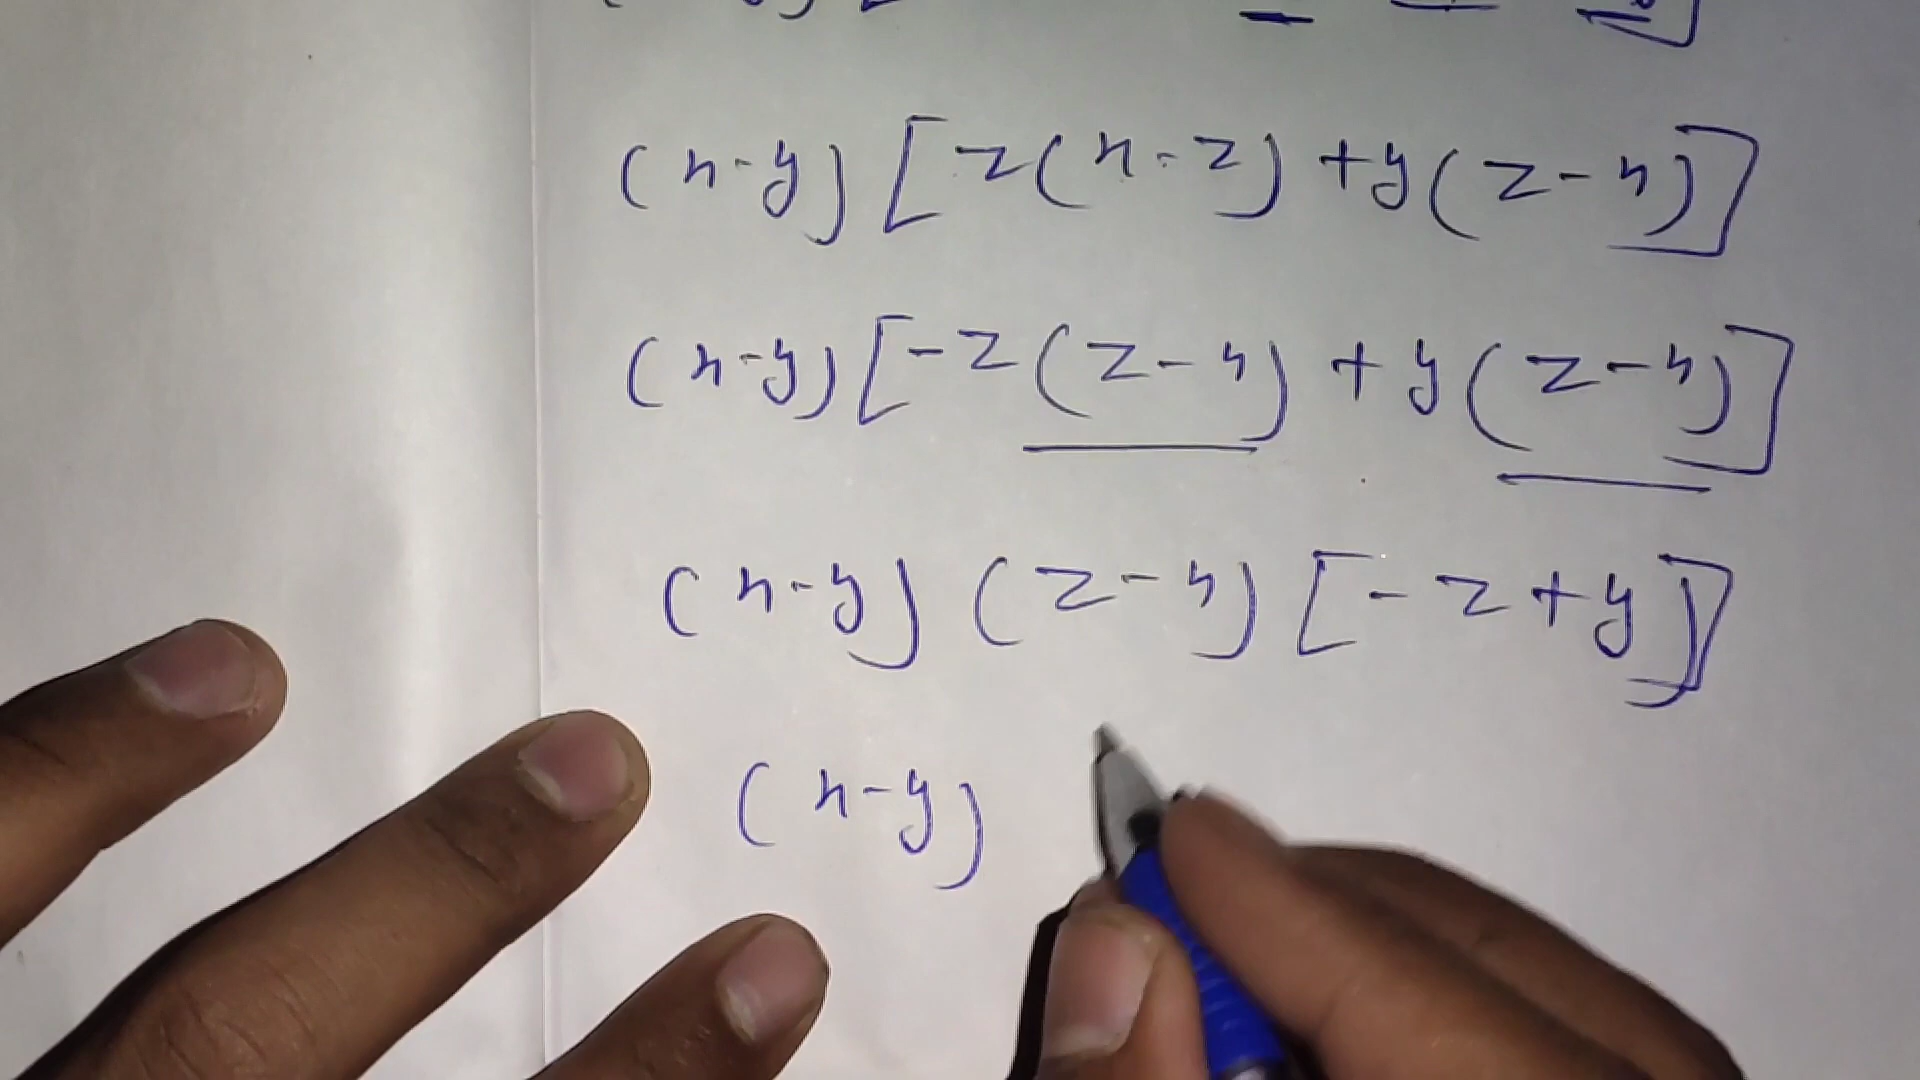 (x-y) [z(x-z) +y(z-x)]
(x-y) [-z(z-x) + y(z-x)]
(x-y) (z-x) [-z+y]
(x-y)